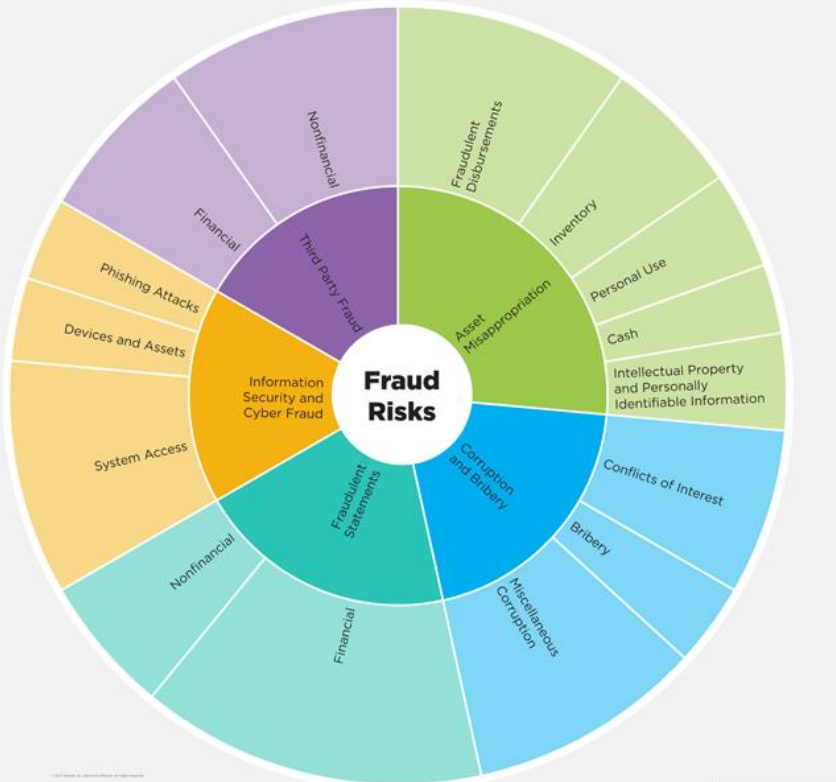 Fraud
Risks
Asset
Misappropriation
Fraudulent
Disbursements
Inventory
Personal Use
Cash
Intellectual Property
and Personally
Identifiable Information
Corruption
and Bribery
Conflicts of Interest
Bribery
Miscellaneous
Corruption
Fraudulent
Statements
Financial
Nonfinancial
Information
Security and
Cyber Fraud
System Access
Devices and Assets
Phishing Attacks
Third Party Fraud
Financial
Nonfinancial